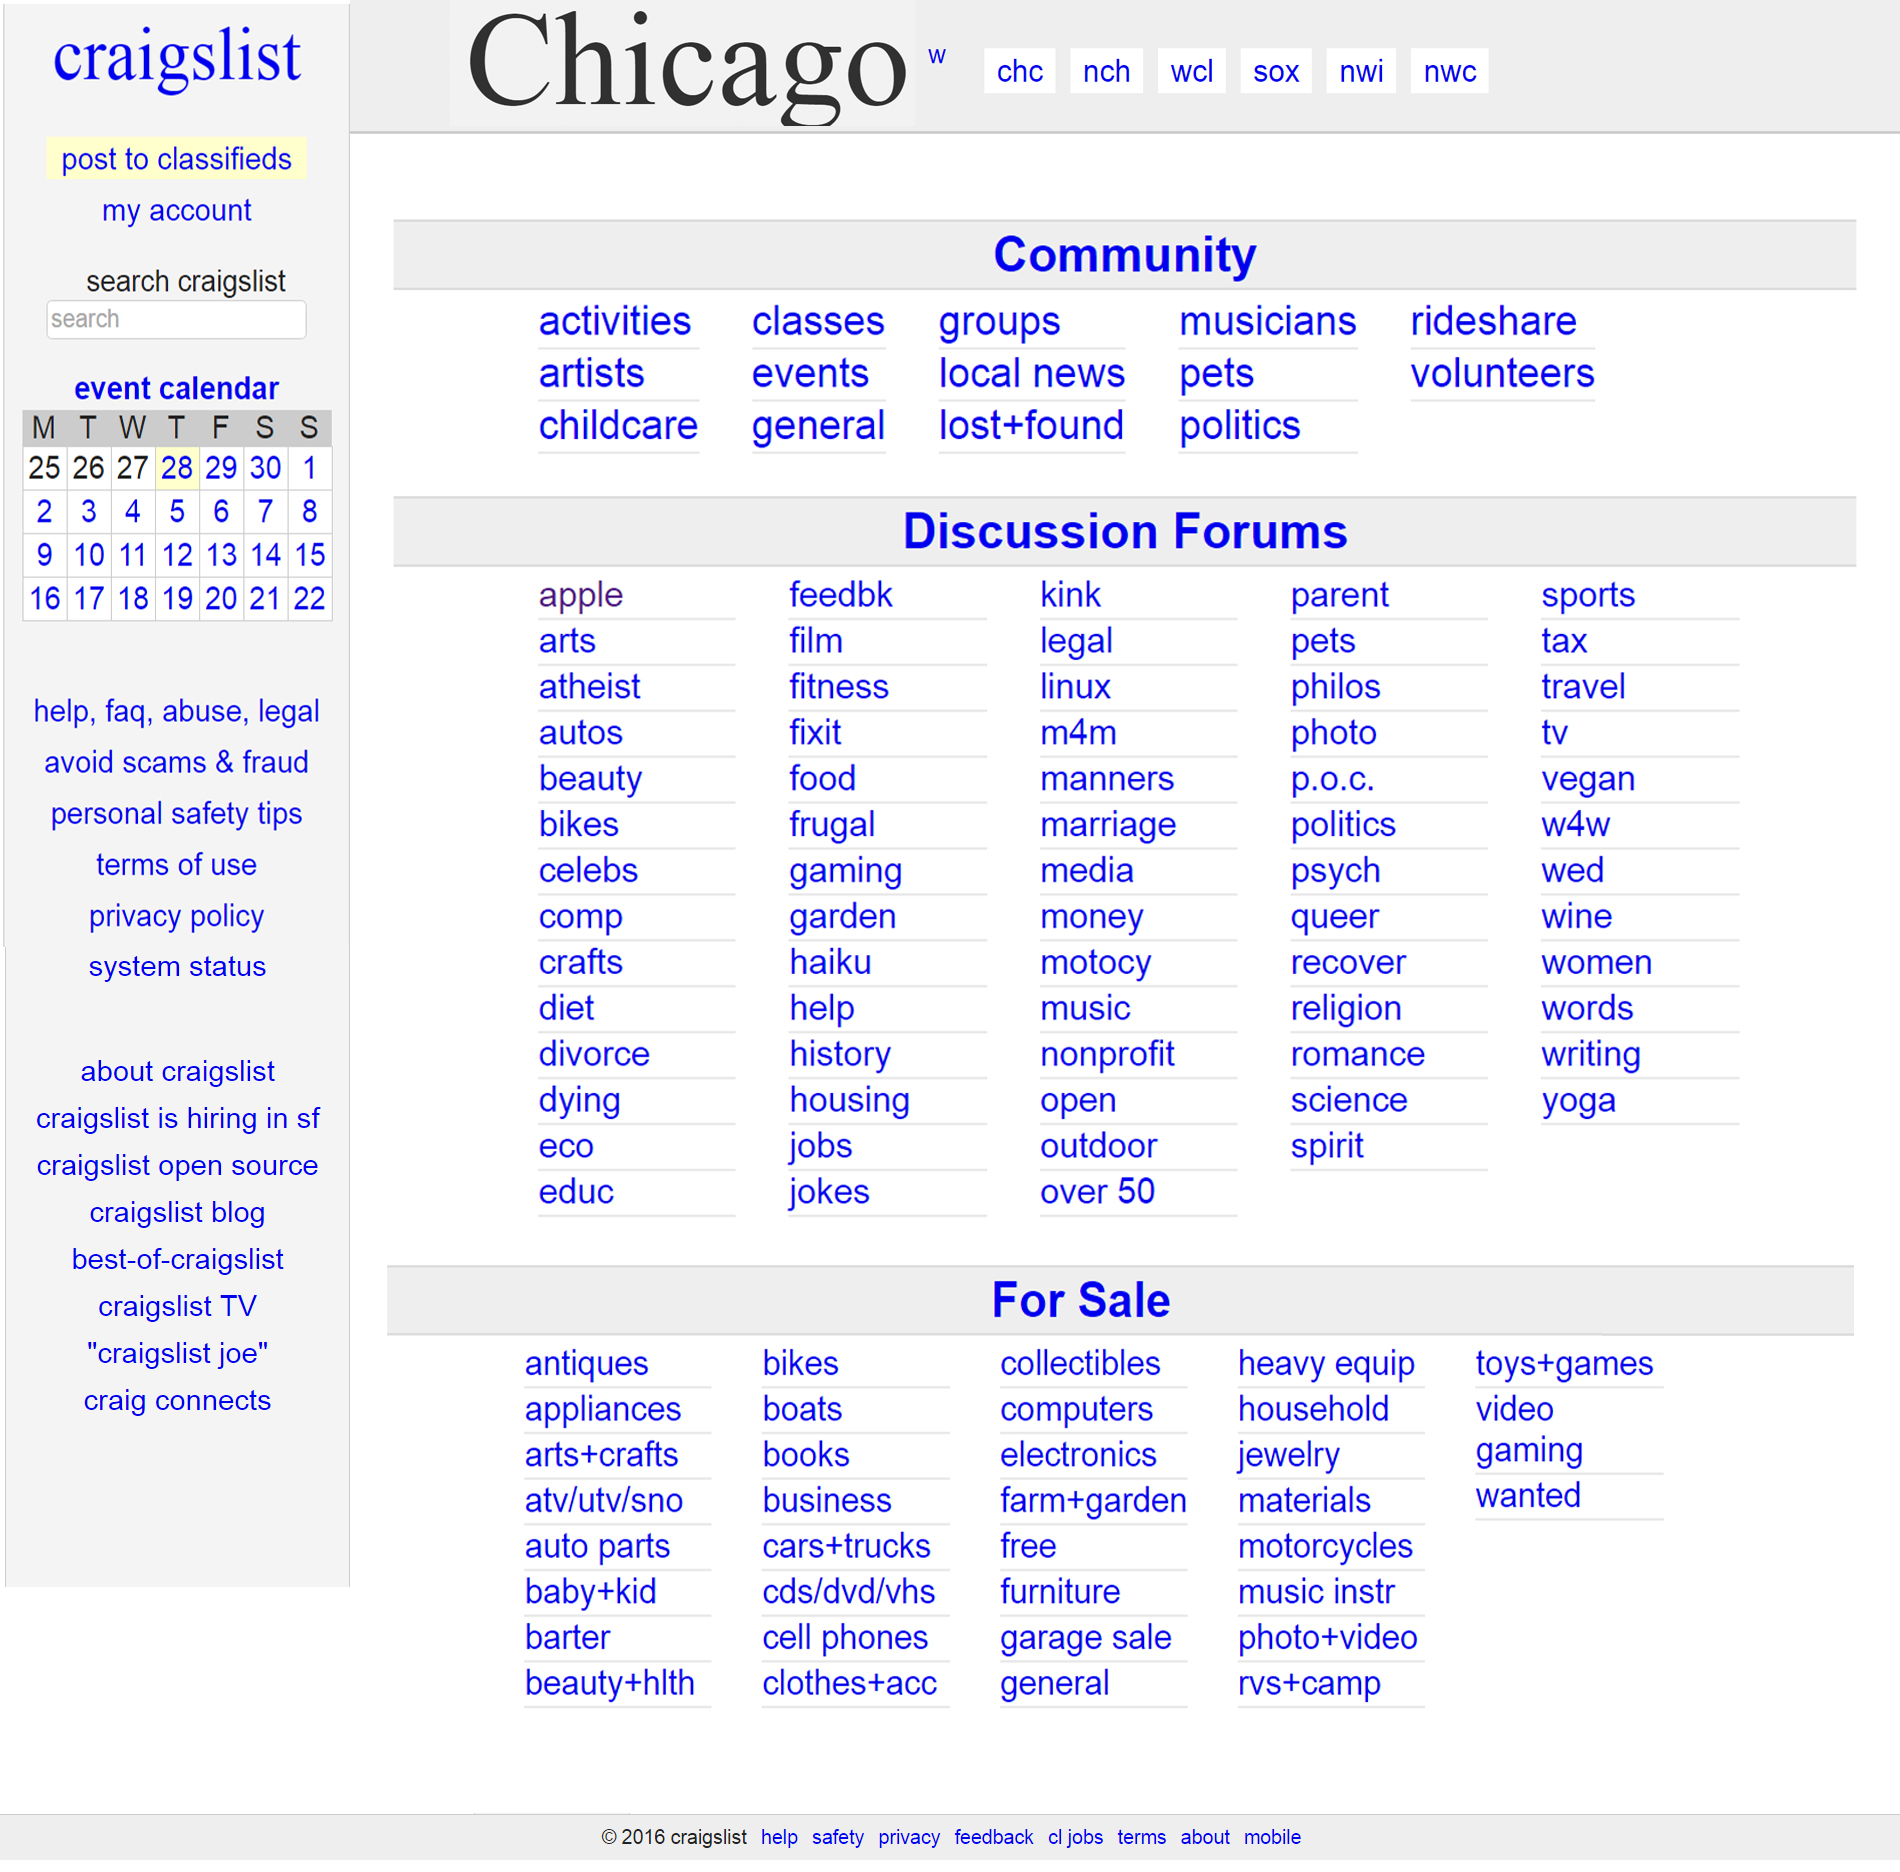 craigslist
post to classifieds
my account
search craigslist
search
event calendar
M T W T F S S
25 26 27 28 29 30 1
2 3 4 5 6 7 8
9 10 11 12 13 14 15
16 17 18 19 20 21 22
help, faq, abuse, legal
avoid scams & fraud
personal safety tips
terms of use
privacy policy
system status
about craigslist
craigslist is hiring in sf
craigslist open source
craigslist blog
best-of-craigslist
craigslist TV
"craigslist joe"
craig connects
Chicago w chc nch wcl sox nwi nwc
Community
activities
artists
childcare
classes
events
general
groups
local news
lost+found
musicians
pets
politics
rideshare
volunteers
Discussion Forums
apple
arts
atheist
autos
beauty
bikes
celebs
comp
crafts
diet
divorce
dying
eco
educ
feedbk
film
fitness
fixit
food
frugal
gaming
garden
haiku
help
history
housing
jobs
jokes
kink
legal
linux
m4m
manners
marriage
media
money
motocy
music
nonprofit
open
outdoor
over 50
parent
pets
philos
photo
p.o.c.
politics
psych
queer
recover
religion
romance
science
spirit
sports
tax
travel
tv
vegan
w4w
wed
wine
women
words
writing
yoga
For Sale
antiques
appliances
arts+crafts
atv/utv/sno
auto parts
baby+kid
barter
beauty+hlth
bikes
boats
books
business
cars+trucks
cds/dvd/vhs
cell phones
clothes+acc
collectibles
computers
electronics
farm+garden
free
furniture
garage sale
general
heavy equip
household
jewelry
materials
motorcycles
music instr
photo+video
rvs+camp
toys+games
video
gaming
wanted
© 2016 craigslist help safety privacy feedback cl jobs terms about mobile